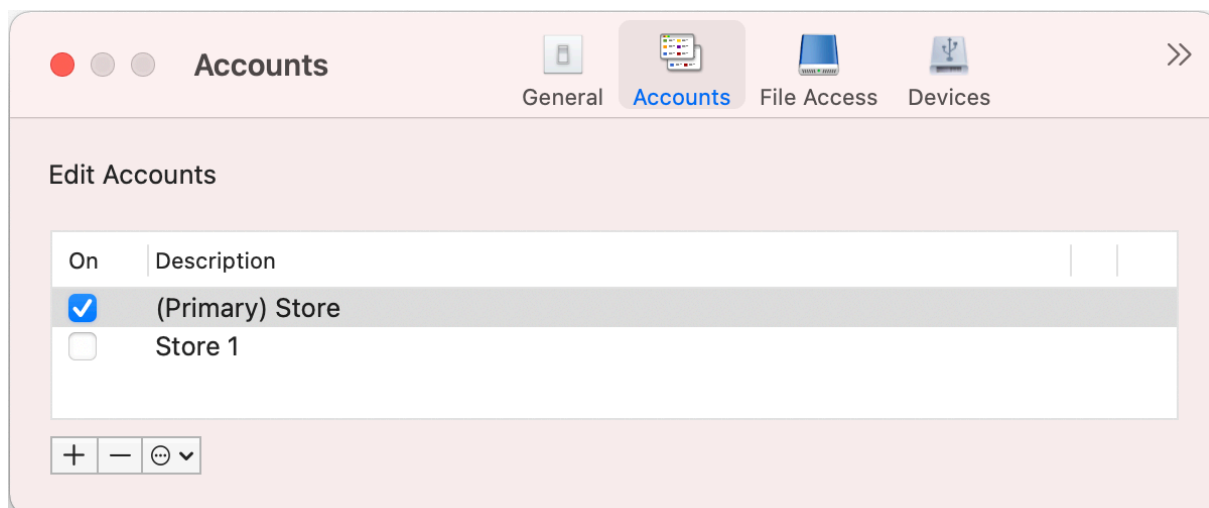 Accounts
General Accounts File Access Devices
Edit Accounts
On Description
(Primary) Store
Store 1